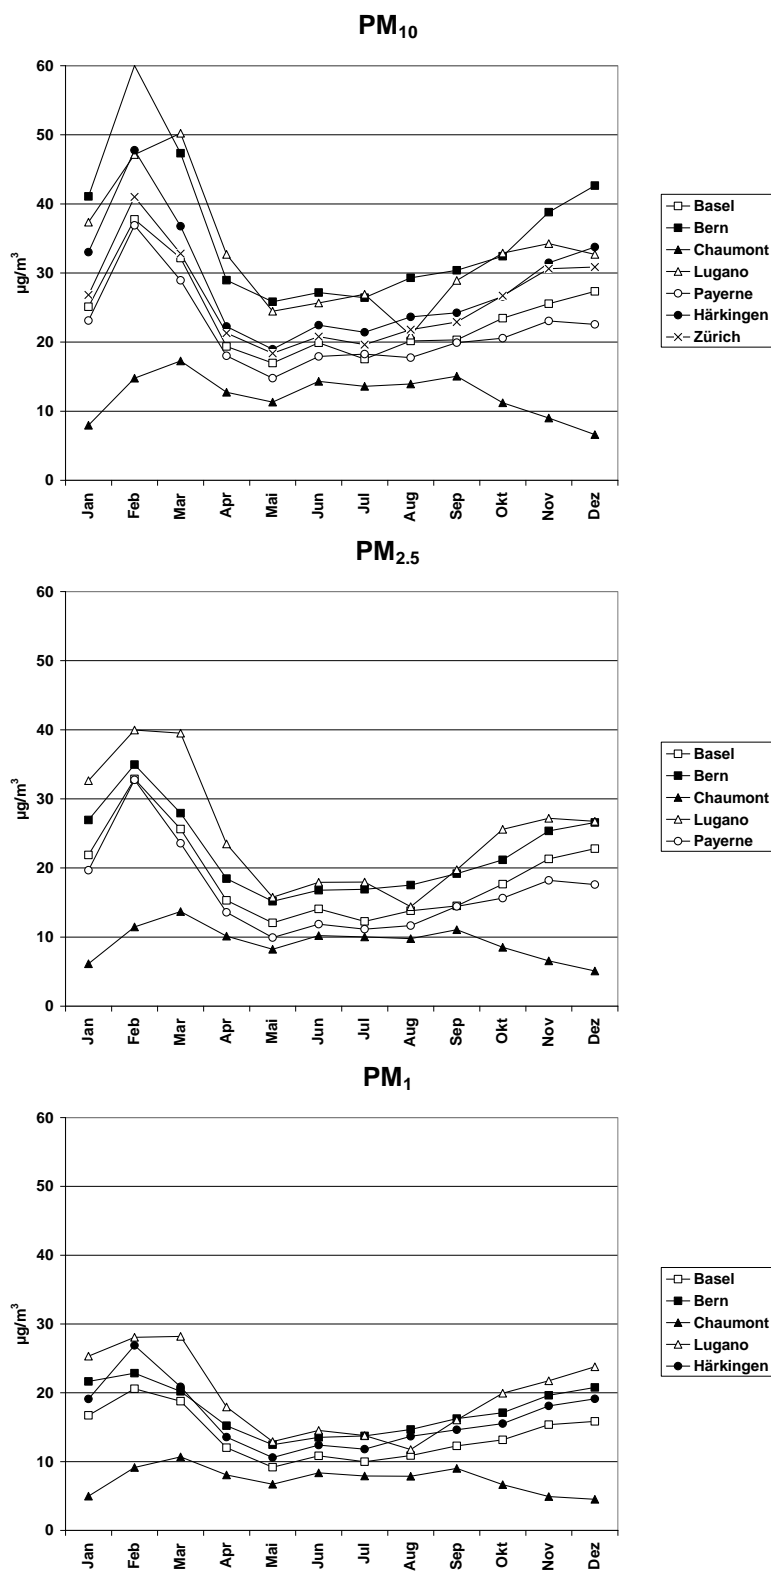 PM₁₀
60
50
40
30
20
10
0
µg/m³
Jan
Feb
Mar
Apr
Mai
Jun
Jul
Aug
Sep
Okt
Nov
Dez
Basel
Bern
Chaumont
Lugano
Payerne
Härkingen
Zürich
PM₂.₅
60
50
40
30
20
10
0
µg/m³
Jan
Feb
Mar
Apr
Mai
Jun
Jul
Aug
Sep
Okt
Nov
Dez
Basel
Bern
Chaumont
Lugano
Payerne
PM₁
60
50
40
30
20
10
0
µg/m³
Jan
Feb
Mar
Apr
Mai
Jun
Jul
Aug
Sep
Okt
Nov
Dez
Basel
Bern
Chaumont
Lugano
Härkingen